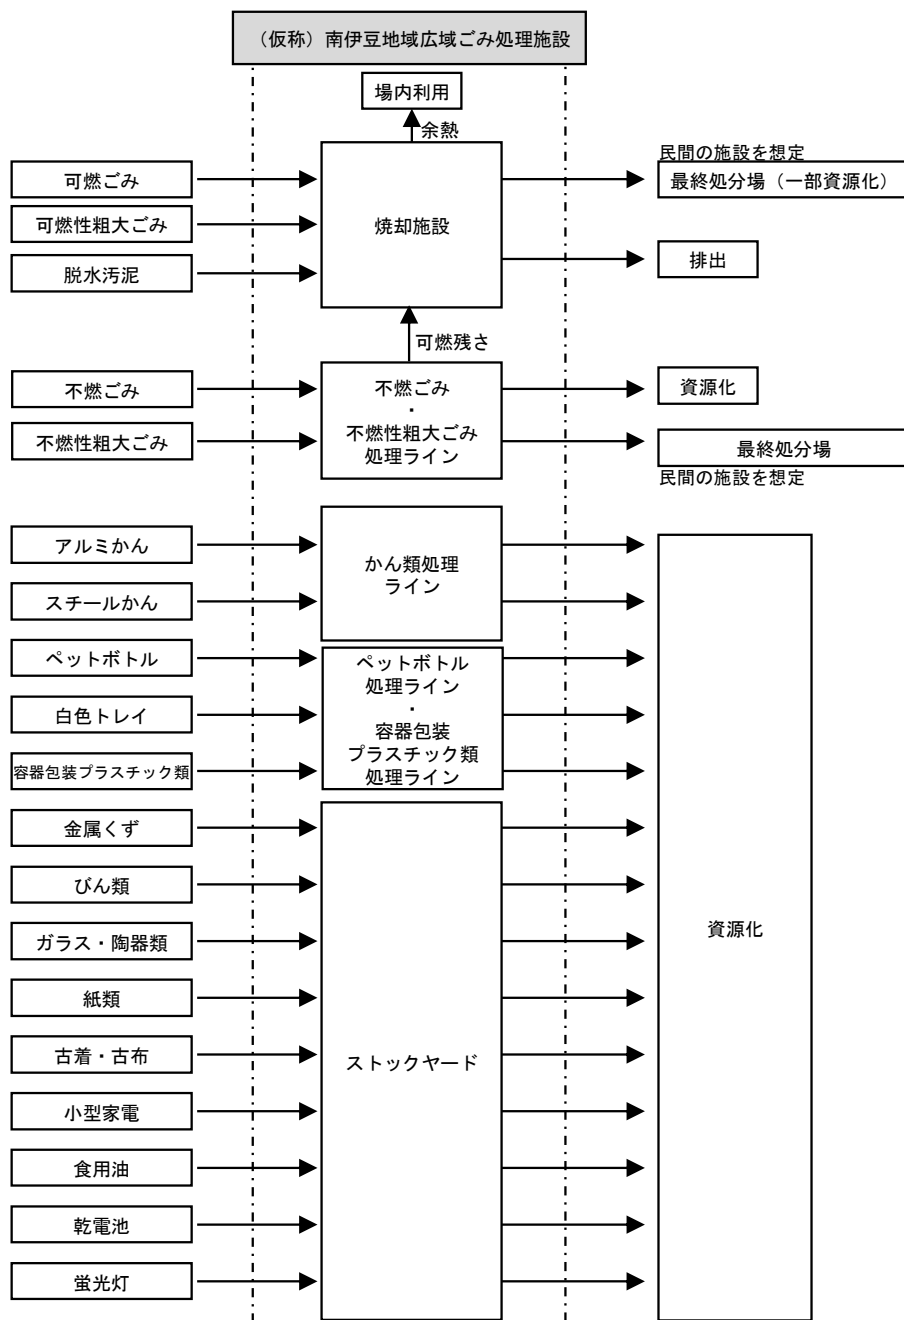 （仮称）南伊豆地域広域ごみ処理施設
場内利用
余熱
民間の施設を想定
可燃ごみ
最終処分場（一部資源化）
可燃性粗大ごみ
焼却施設
排出
脱水汚泥
可燃残さ
不燃ごみ
不燃ごみ
・
不燃性粗大ごみ
処理ライン
資源化
不燃性粗大ごみ
最終処分場
民間の施設を想定
アルミかん
かん類処理
ライン
スチールかん
ペットボトル
ペットボトル
処理ライン
・
容器包装
プラスチック類
処理ライン
白色トレイ
容器包装プラスチック類
金属くず
びん類
ガラス・陶器類
資源化
紙類
古着・古布
ストックヤード
小型家電
食用油
乾電池
蛍光灯